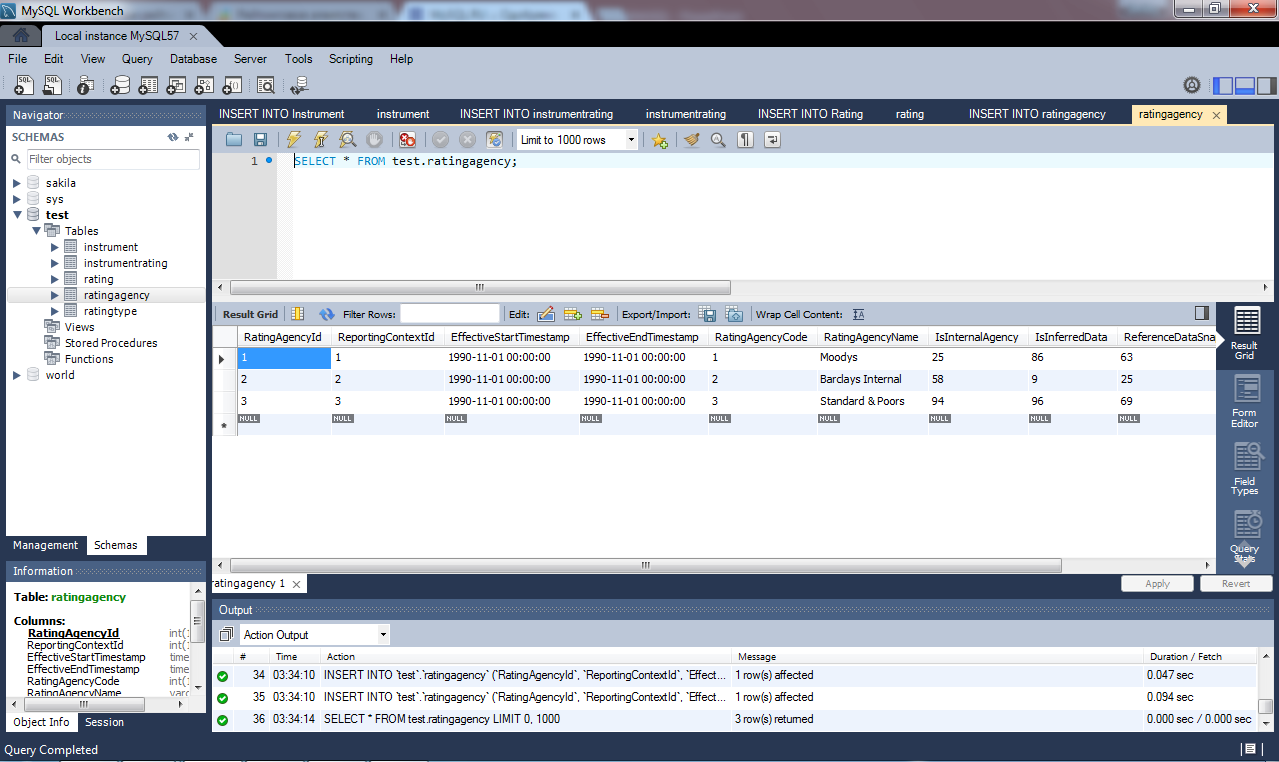 MySQL Workbench
Local instance MySQL57
File Edit View Query Database Server Tools Scripting Help
Navigator
SCHEMAS
Filter objects
sakila
sys
test
Tables
instrument
instrumentrating
rating
ratingagency
ratingtype
Views
Stored Procedures
Functions
world
Management Schemas
Information
Table: ratingagency
Columns:
RatingAgencyId int(1
ReportingContextId int(1
EffectiveStartTimestamp time
EffectiveEndTimestamp time
RatingAgencyCode int(1
RatingAgencyName varc
Object Info Session
INSERT INTO Instrument instrument INSERT INTO instrumentrating instrumentrating INSERT INTO Rating rating INSERT INTO ratingagency ratingagency
Limit to 1000 rows
1 SELECT * FROM test.ratingagency;
Result Grid Filter Rows: Edit: Export/Import: Wrap Cell Content:
RatingAgencyId ReportingContextId EffectiveStartTimestamp EffectiveEndTimestamp RatingAgencyCode RatingAgencyName IsInternalAgency IsInferredData ReferenceDataSna
1 1 1990-11-01 00:00:00 1990-11-01 00:00:00 1 Moodys 25 86 63
2 2 1990-11-01 00:00:00 1990-11-01 00:00:00 2 Barclays Internal 58 9 25
3 3 1990-11-01 00:00:00 1990-11-01 00:00:00 3 Standard & Poors 94 96 69
NULL NULL NULL NULL NULL NULL NULL NULL NULL
Result
Grid
Form
Editor
Field
Types
Query
Stats
ratingagency 1
Apply Revert
Output
Action Output
# Time Action Message Duration / Fetch
34 03:34:10 INSERT INTO `test`.`ratingagency` (`RatingAgencyId`, `ReportingContextId`, `Effect... 1 row(s) affected 0.047 sec
35 03:34:10 INSERT INTO `test`.`ratingagency` (`RatingAgencyId`, `ReportingContextId`, `Effect... 1 row(s) affected 0.094 sec
36 03:34:14 SELECT * FROM test.ratingagency LIMIT 0, 1000 3 row(s) returned 0.000 sec / 0.000 sec
Query Completed